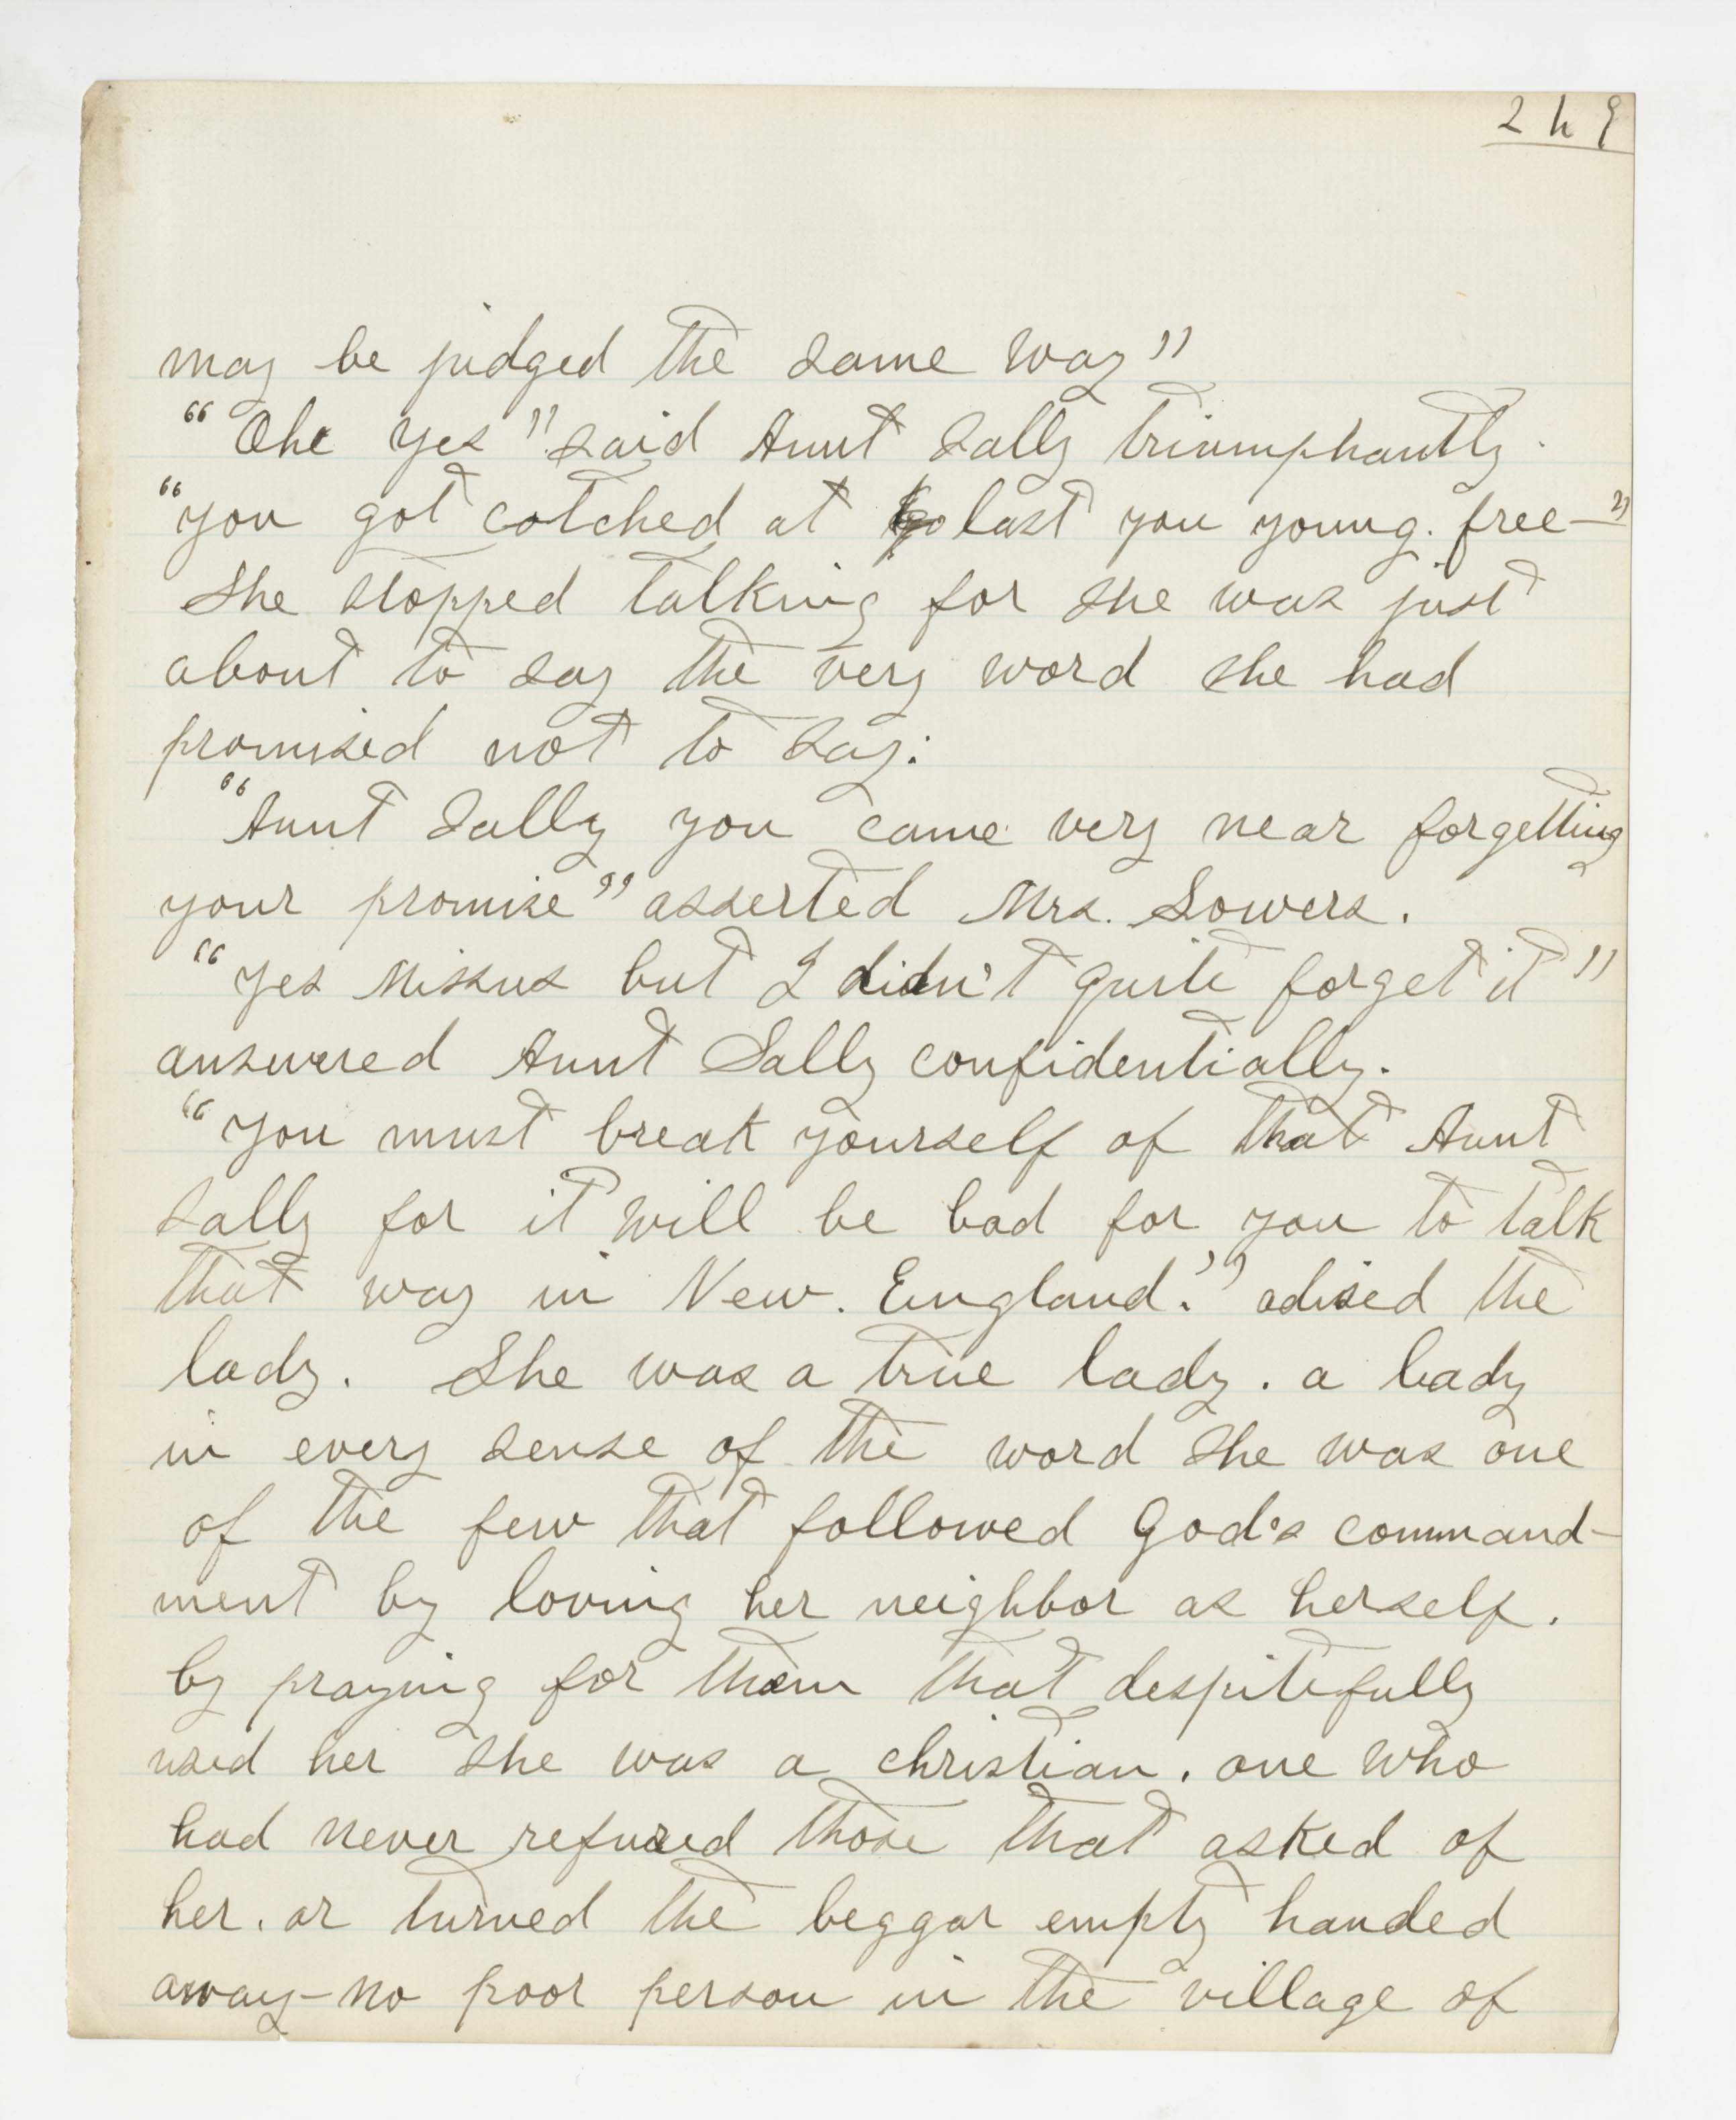 249
may be judged the same way"
"Ohe yes" said Aunt Sally triumphantly.
"you got cotched at last you young. free—"
She stopped talking for she was just
about to say the very word she had
promised not to say.
"Aunt Sally you came very near forgetting
your promise" asserted Mrs. Sowers.
"Yes Missus but I didn't quite forget it"
answered Aunt Sally confidentially.
"You must break yourself of that Aunt
Sally for it will be bad for you to talk
that way in New. England." adised the
lady. She was a true lady. a lady
in every sense of the word she was one
of the few that followed God's command-
ment by loving her neighbor as herself.
by praying for them that despitefully
used her she was a christian. one who
had never refused those that asked of
her. or turned the beggar empty handed
away—no poor person in the village of